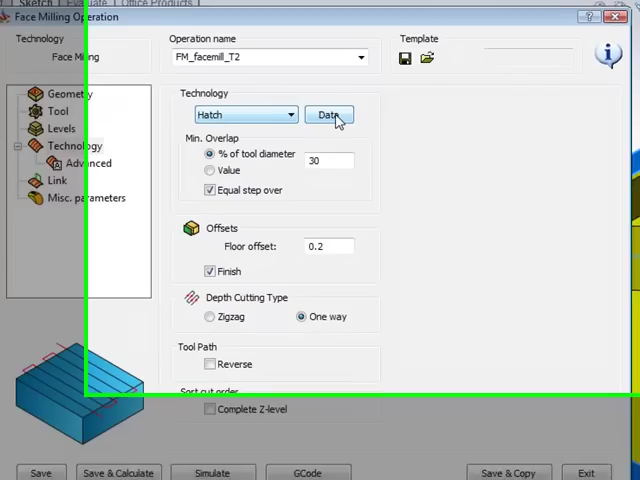 Sketch Evaluate Office Products
Face Milling Operation
Technology
Face Milling
Operation name
FM_facemill_T2
Template
Geometry
Tool
Levels
Technology
Advanced
Link
Misc. parameters
Technology
Hatch
Data
Min. Overlap
% of tool diameter
30
Value
Equal step over
Offsets
Floor offset:
0.2
Finish
Depth Cutting Type
Zigzag
One way
Tool Path
Reverse
Sort cut order
Complete Z-level
Save
Save & Calculate
Simulate
GCode
Save & Copy
Exit